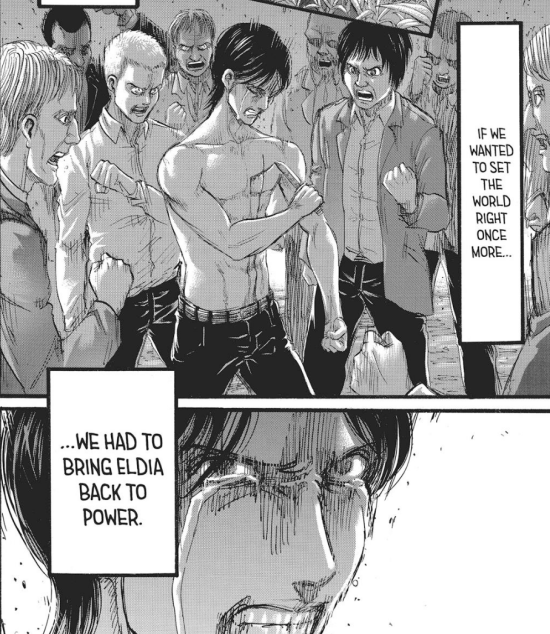 IF WE
WANTED
TO SET
THE
WORLD
RIGHT
ONCE
MORE...
...WE HAD TO
BRING ELDIA
BACK TO
POWER.